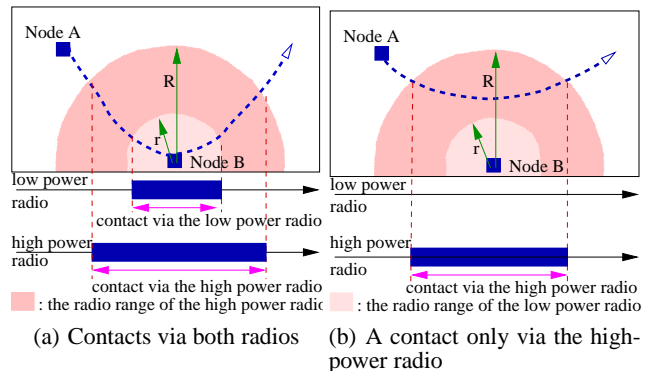 Node A
R
r
Node B
low power
radio
contact via the low power radio
high power
radio
contact via the high power radio
: the radio range of the high power radio
(a) Contacts via both radios
Node A
R
r
Node B
low power
radio
high power
radio
contact via the high power radio
: the radio range of the low power radio
(b) A contact only via the high-
power radio